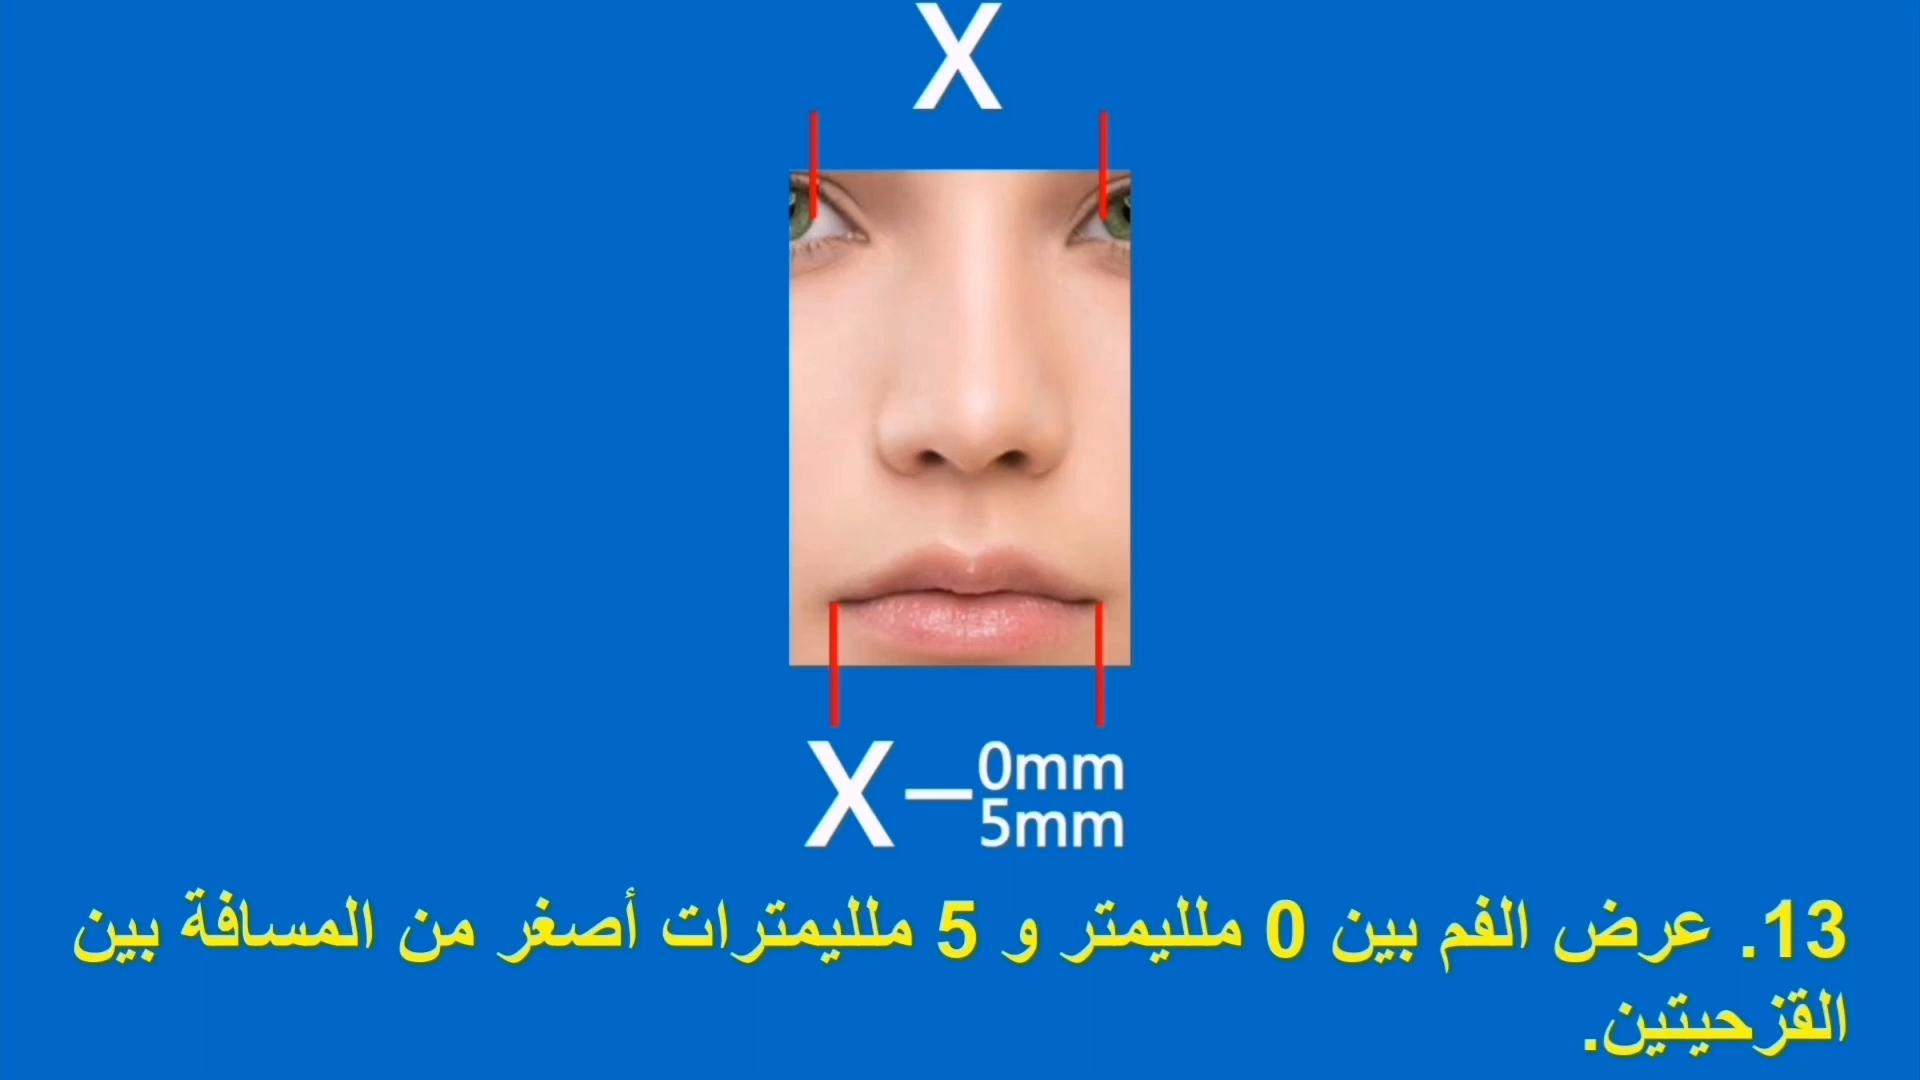 X
X–0mm
5mm
13. عرض الفم بين 0 ملليمتر و 5 ملليمترات أصغر من المسافة بين
القزحيتين.